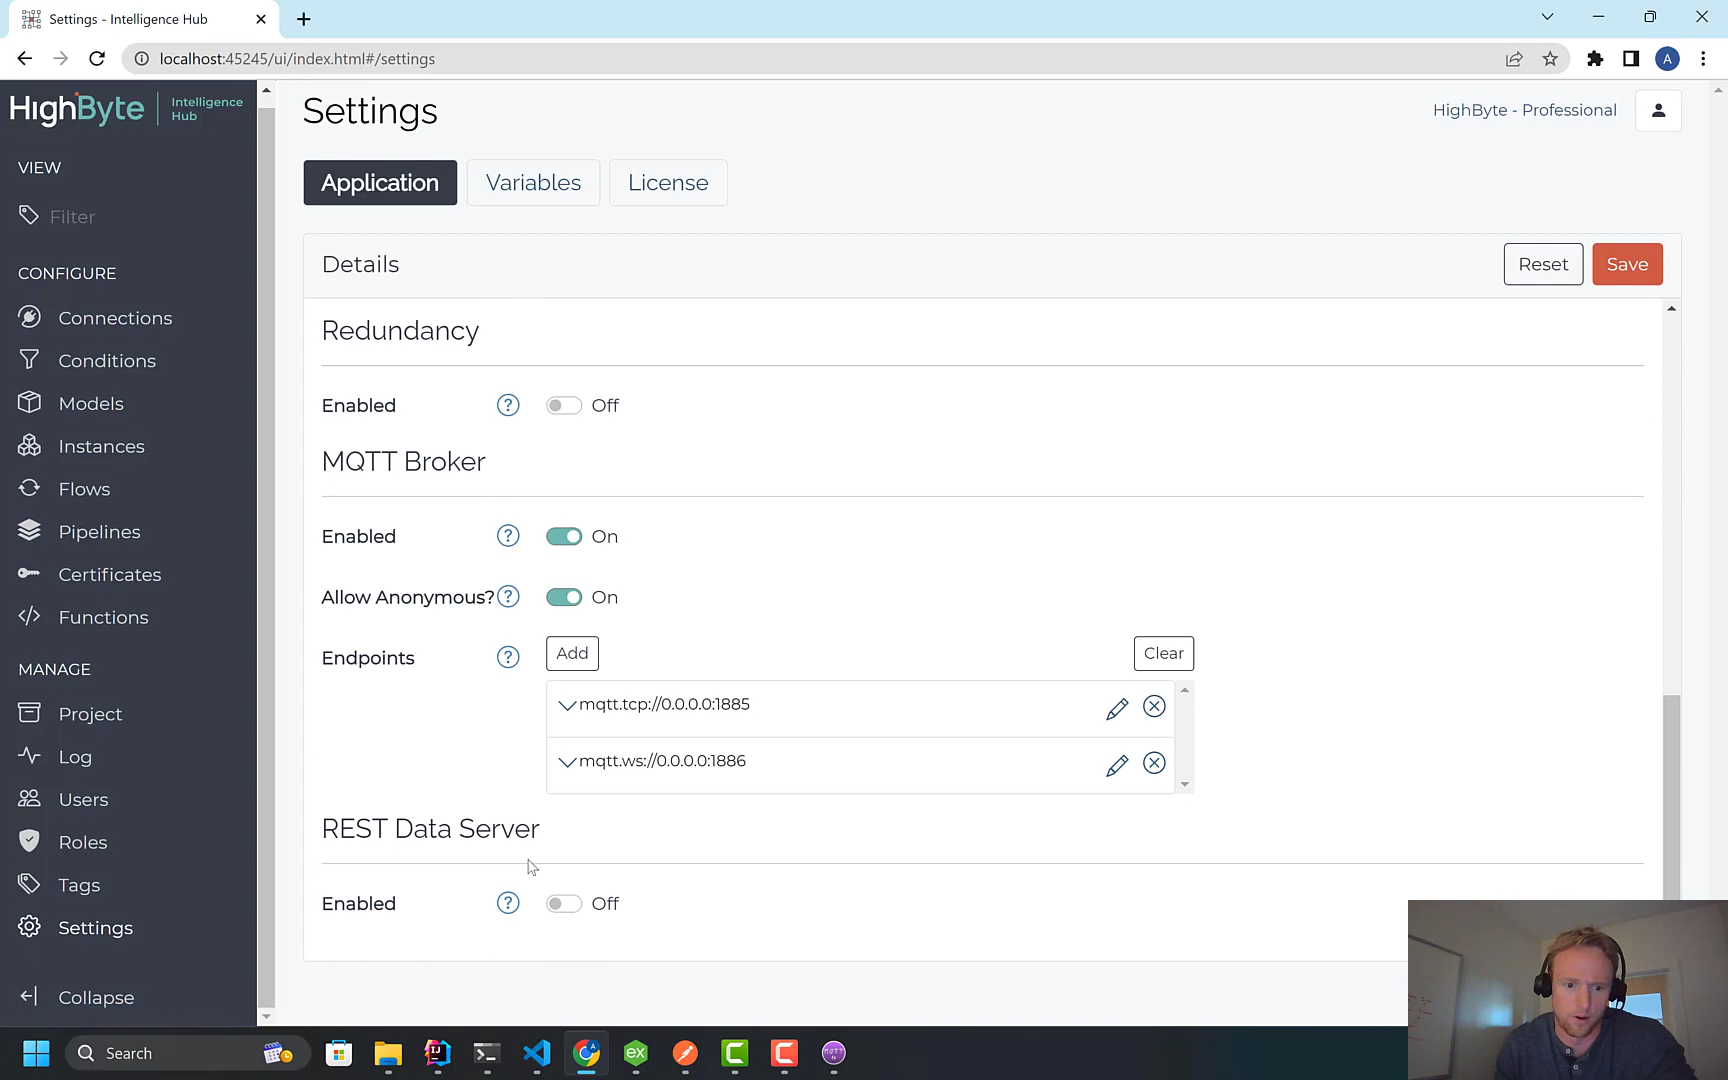 Settings - Intelligence Hub
localhost:45245/ui/index.html#/settings
A
HighByte
Intelligence
Hub
VIEW
Filter
CONFIGURE
Connections
Conditions
Models
Instances
Flows
Pipelines
Certificates
Functions
MANAGE
Project
Log
Users
Roles
Tags
Settings
Collapse
Settings
HighByte - Professional
Application
Variables
License
Details
Reset
Save
Redundancy
Enabled ? Off
MQTT Broker
Enabled ? On
Allow Anonymous? ? On
Endpoints ? Add Clear
mqtt.tcp://0.0.0.0:1885
mqtt.ws://0.0.0.0:1886
REST Data Server
Enabled ? Off
Search